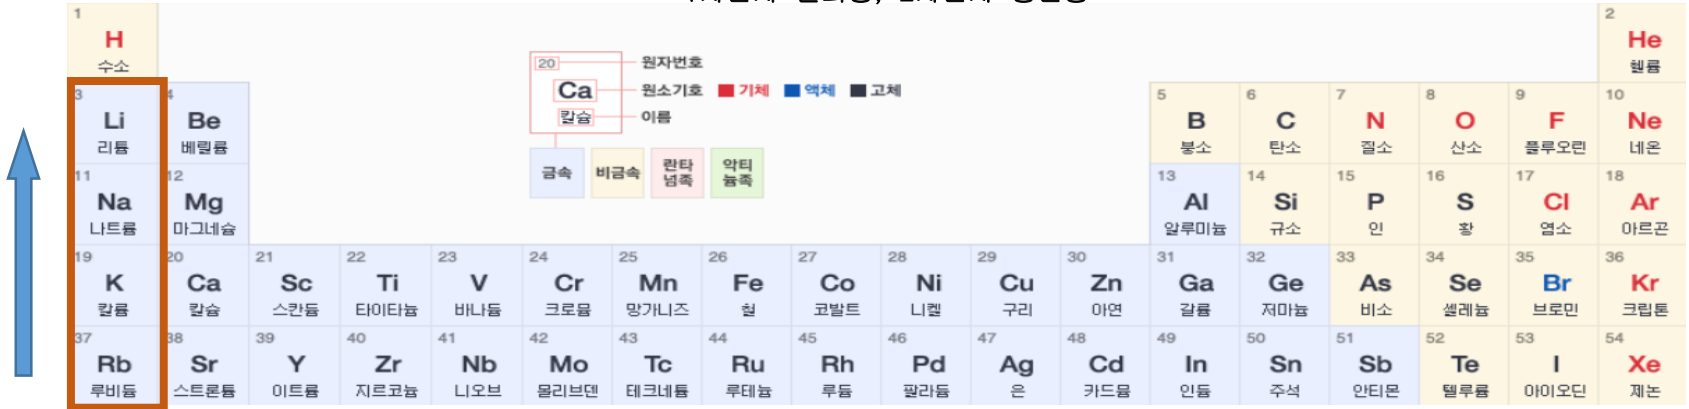 1 2
H He
수소 헬륨
20 원자번호
Ca 원소기호 기체 액체 고체
칼슘 이름
3 4 5 6 7 8 9 10
Li Be B C N O F Ne
리튬 베릴륨 붕소 탄소 질소 산소 플루오린 네온
금속 비금속 란타넘족 악티늄족
11 12 13 14 15 16 17 18
Na Mg Al Si P S Cl Ar
나트륨 마그네슘 알루미늄 규소 인 황 염소 아르곤
19 20 21 22 23 24 25 26 27 28 29 30 31 32 33 34 35 36
K Ca Sc Ti V Cr Mn Fe Co Ni Cu Zn Ga Ge As Se Br Kr
칼륨 칼슘 스칸듐 타이타늄 바나듐 크로뮴 망가니즈 철 코발트 니켈 구리 아연 갈륨 저마늄 비소 셀레늄 브로민 크립톤
37 38 39 40 41 42 43 44 45 46 47 48 49 50 51 52 53 54
Rb Sr Y Zr Nb Mo Tc Ru Rh Pd Ag Cd In Sn Sb Te I Xe
루비듐 스트론튬 이트륨 지르코늄 니오브 몰리브덴 테크네튬 루테늄 루듐 팔라듐 은 카드뮴 인듐 주석 안티몬 텔루륨 아이오딘 제논